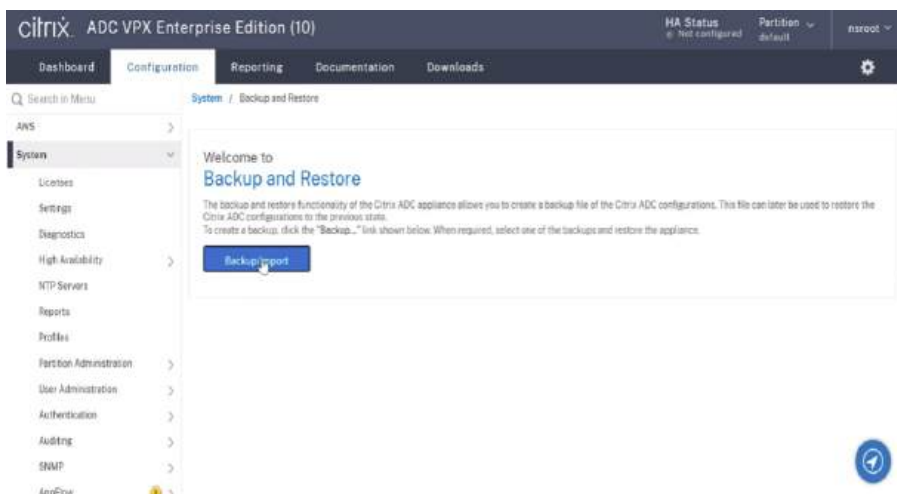 citrix. ADC VPX Enterprise Edition (10)
HA Status
Not configured
Partition
default
nsroot
Dashboard
Configuration
Reporting
Documentation
Downloads
Search in Menu
System / Backup and Restore
AWS
System
Licenses
Settings
Diagnostics
High Availability
NTP Servers
Reports
Profiles
Partition Administration
User Administration
Authentication
Auditing
SNMP
AppFlow
Welcome to
Backup and Restore
The backup and restore functionality of the Citrix ADC appliance allows you to create a backup file of the Citrix ADC configurations. This file can later be used to restore the
Citrix ADC configurations to the previous state.
To create a backup, click the "Backup..." link shown below. When required, select one of the backups and restore the appliance.
Backup/Import